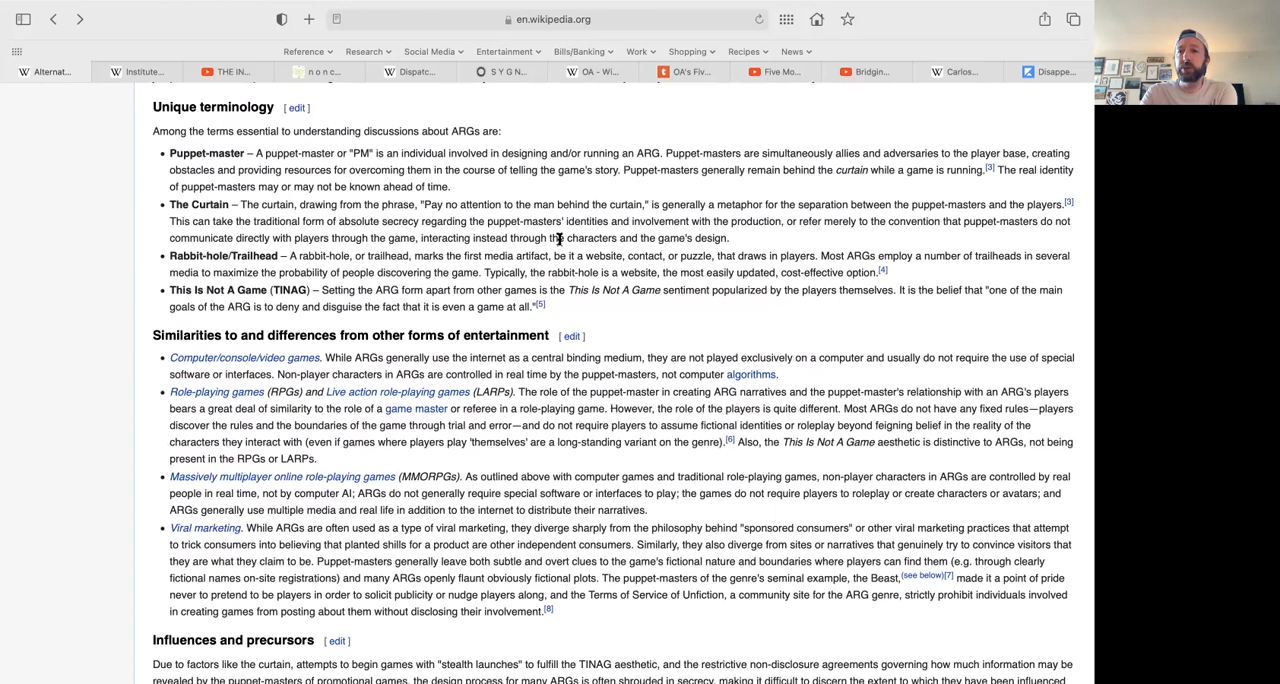 en.wikipedia.org
Reference Research Social Media Entertainment Bills/Banking Work Shopping Recipes News
Alternat... Institute... THE IN... n o n c... Dispatc... S Y G N... OA - Wi... OA's Fiv... Five Mo... Bridgin... Carlos... Disappe...
Unique terminology [ edit ]
Among the terms essential to understanding discussions about ARGs are:
• Puppet-master – A puppet-master or "PM" is an individual involved in designing and/or running an ARG. Puppet-masters are simultaneously allies and adversaries to the player base, creating
obstacles and providing resources for overcoming them in the course of telling the game's story. Puppet-masters generally remain behind the curtain while a game is running.[3] The real identity
of puppet-masters may or may not be known ahead of time.
• The Curtain – The curtain, drawing from the phrase, "Pay no attention to the man behind the curtain," is generally a metaphor for the separation between the puppet-masters and the players.[3]
This can take the traditional form of absolute secrecy regarding the puppet-masters' identities and involvement with the production, or refer merely to the convention that puppet-masters do not
communicate directly with players through the game, interacting instead through the characters and the game's design.
• Rabbit-hole/Trailhead – A rabbit-hole, or trailhead, marks the first media artifact, be it a website, contact, or puzzle, that draws in players. Most ARGs employ a number of trailheads in several
media to maximize the probability of people discovering the game. Typically, the rabbit-hole is a website, the most easily updated, cost-effective option.[4]
• This Is Not A Game (TINAG) – Setting the ARG form apart from other games is the This Is Not A Game sentiment popularized by the players themselves. It is the belief that "one of the main
goals of the ARG is to deny and disguise the fact that it is even a game at all."[5]
Similarities to and differences from other forms of entertainment [ edit ]
• Computer/console/video games. While ARGs generally use the internet as a central binding medium, they are not played exclusively on a computer and usually do not require the use of special
software or interfaces. Non-player characters in ARGs are controlled in real time by the puppet-masters, not computer algorithms.
• Role-playing games (RPGs) and Live action role-playing games (LARPs). The role of the puppet-master in creating ARG narratives and the puppet-master's relationship with an ARG's players
bears a great deal of similarity to the role of a game master or referee in a role-playing game. However, the role of the players is quite different. Most ARGs do not have any fixed rules—players
discover the rules and the boundaries of the game through trial and error—and do not require players to assume fictional identities or roleplay beyond feigning belief in the reality of the
characters they interact with (even if games where players play 'themselves' are a long-standing variant on the genre).[6] Also, the This Is Not A Game aesthetic is distinctive to ARGs, not being
present in the RPGs or LARPs.
• Massively multiplayer online role-playing games (MMORPGs). As outlined above with computer games and traditional role-playing games, non-player characters in ARGs are controlled by real
people in real time, not by computer AI; ARGs do not generally require special software or interfaces to play; the games do not require players to roleplay or create characters or avatars; and
ARGs generally use multiple media and real life in addition to the internet to distribute their narratives.
• Viral marketing. While ARGs are often used as a type of viral marketing, they diverge sharply from the philosophy behind "sponsored consumers" or other viral marketing practices that attempt
to trick consumers into believing that planted shills for a product are other independent consumers. Similarly, they also diverge from sites or narratives that genuinely try to convince visitors that
they are what they claim to be. Puppet-masters generally leave both subtle and overt clues to the game's fictional nature and boundaries where players can find them (e.g. through clearly
fictional names on-site registrations) and many ARGs openly flaunt obviously fictional plots. The puppet-masters of the genre's seminal example, the Beast,(see below)[7] made it a point of pride
never to pretend to be players in order to solicit publicity or nudge players along, and the Terms of Service of Unfiction, a community site for the ARG genre, strictly prohibit individuals involved
in creating games from posting about them without disclosing their involvement.[8]
Influences and precursors [ edit ]
Due to factors like the curtain, attempts to begin games with "stealth launches" to fulfill the TINAG aesthetic, and the restrictive non-disclosure agreements governing how much information may be
revealed by the puppet-masters of promotional games, the design process for many ARGs is often shrouded in secrecy, making it difficult to discern the extent to which they have been influenced